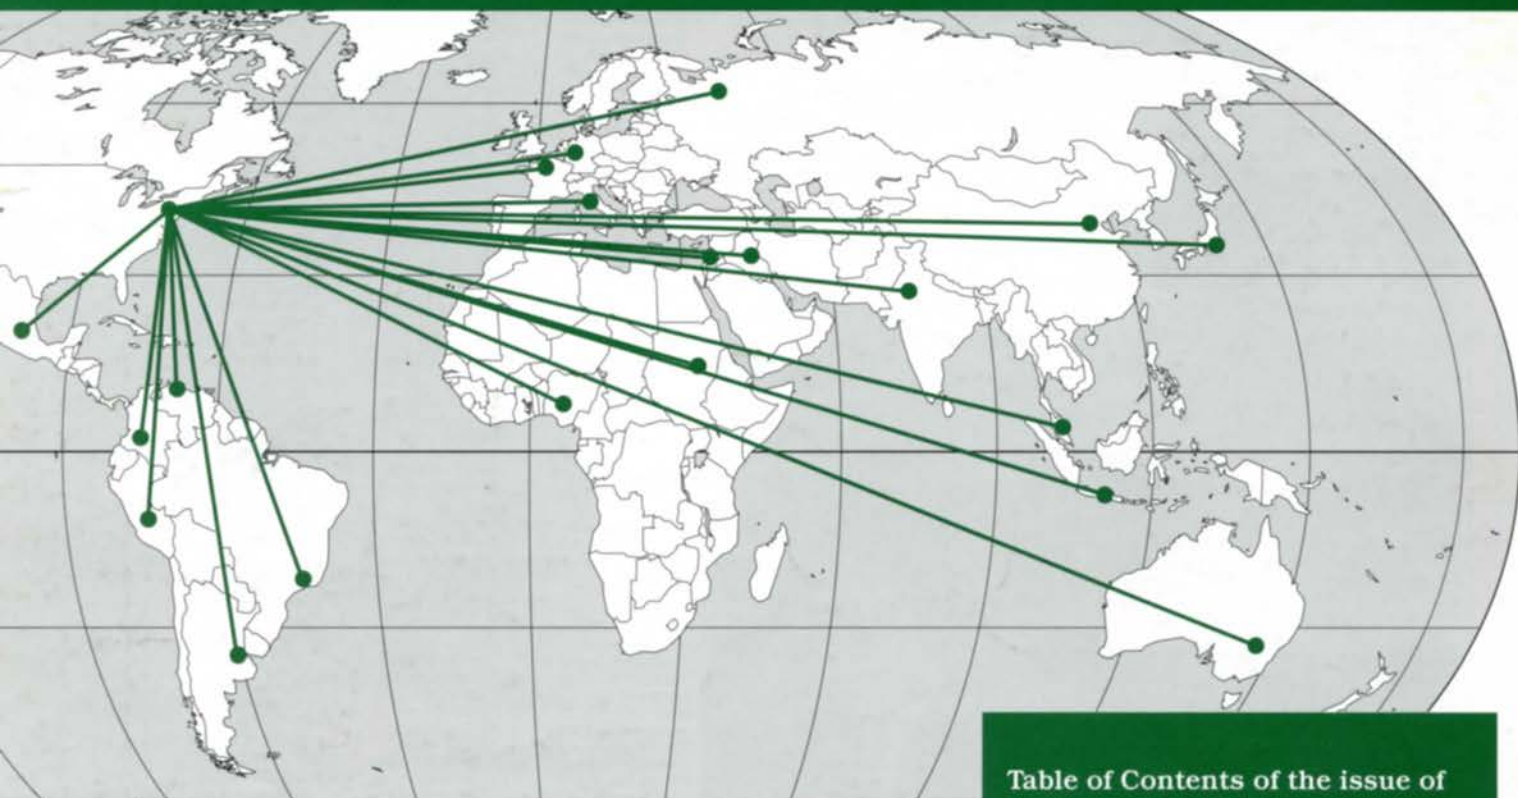 Table of Contents of the issue of